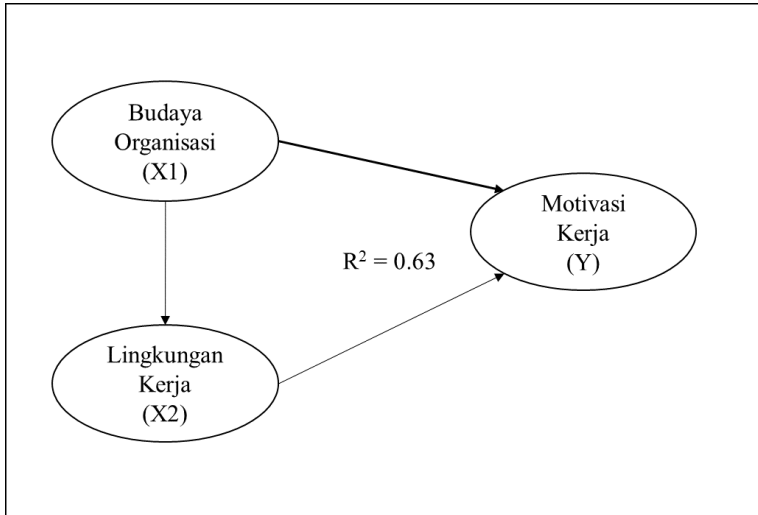 Budaya
Organisasi
(X1)
Motivasi
Kerja
(Y)
R² = 0.63
Lingkungan
Kerja
(X2)